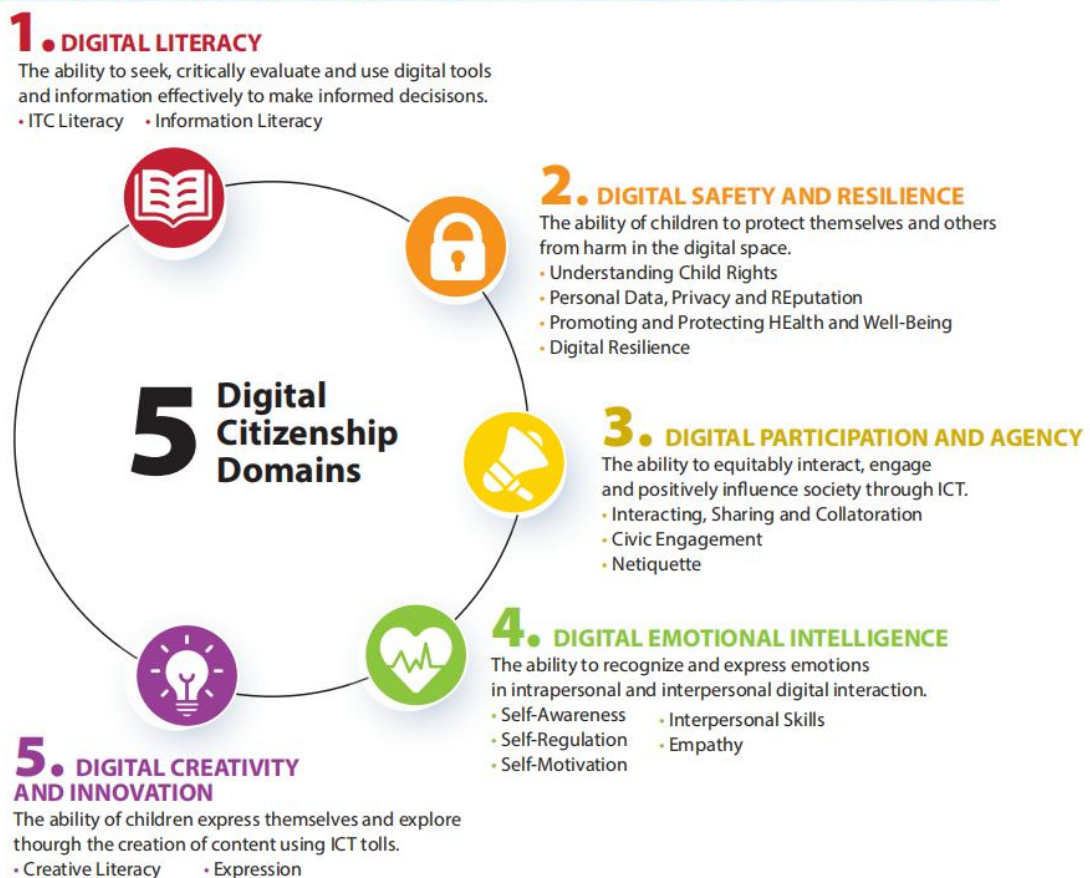 1. DIGITAL LITERACY
The ability to seek, critically evaluate and use digital tools
and information effectively to make informed decisisons.
• ITC Literacy • Information Literacy
2. DIGITAL SAFETY AND RESILIENCE
The ability of children to protect themselves and others
from harm in the digital space.
• Understanding Child Rights
• Personal Data, Privacy and REputation
• Promoting and Protecting HEalth and Well-Being
• Digital Resilience
5 Digital
Citizenship
Domains
3. DIGITAL PARTICIPATION AND AGENCY
The ability to equitably interact, engage
and positively influence society through ICT.
• Interacting, Sharing and Collatoration
• Civic Engagement
• Netiquette
4. DIGITAL EMOTIONAL INTELLIGENCE
The ability to recognize and express emotions
in intrapersonal and interpersonal digital interaction.
• Self-Awareness • Interpersonal Skills
• Self-Regulation • Empathy
• Self-Motivation
5. DIGITAL CREATIVITY
AND INNOVATION
The ability of children express themselves and explore
thourgh the creation of content using ICT tolls.
• Creative Literacy • Expression